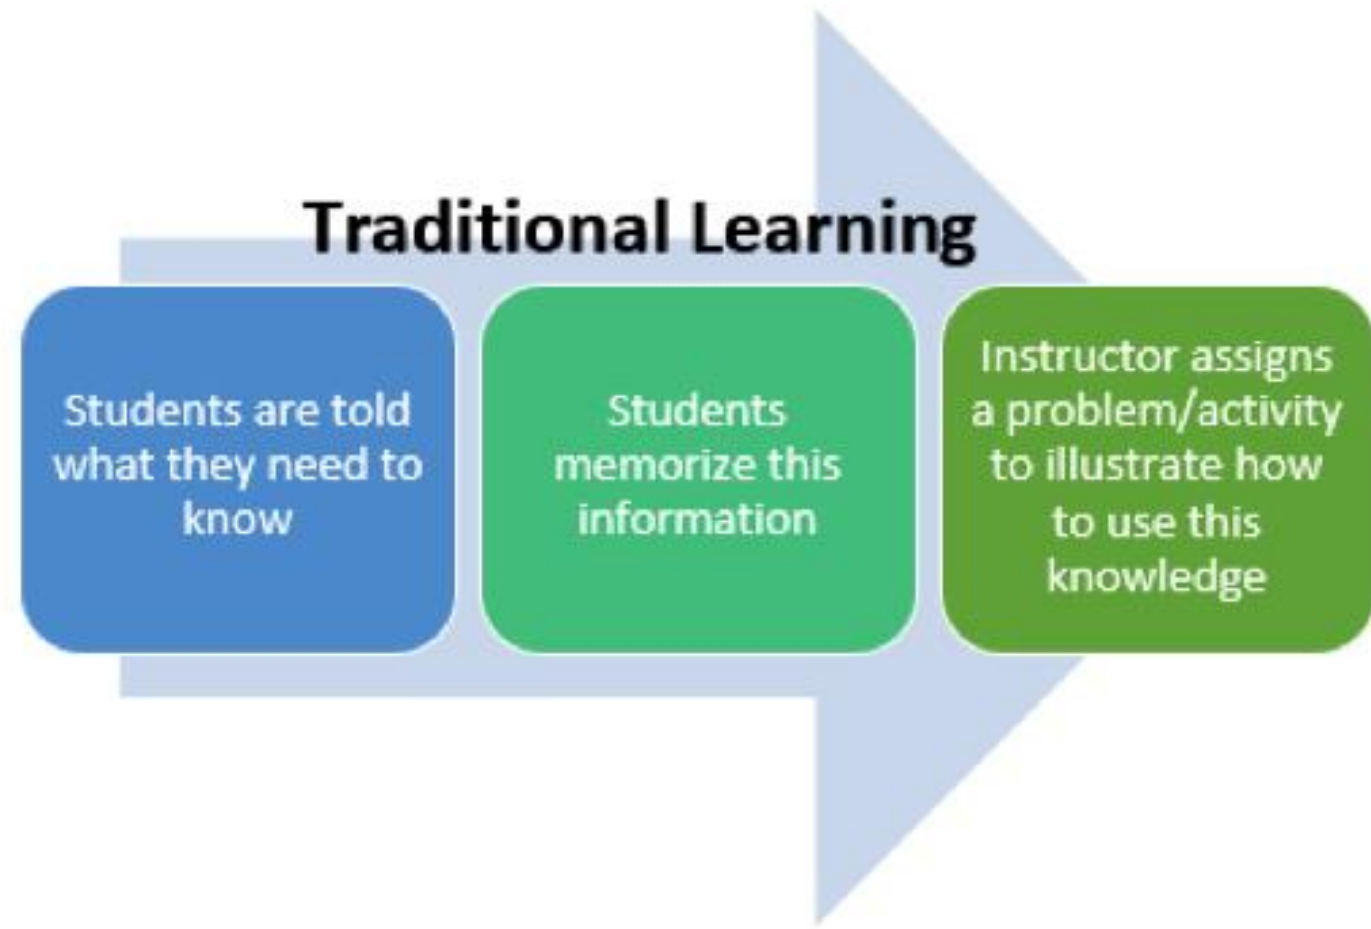 Traditional Learning
Students are told
what they need to
know
Students
memorize this
information
Instructor assigns
a problem/activity
to illustrate how
to use this
knowledge